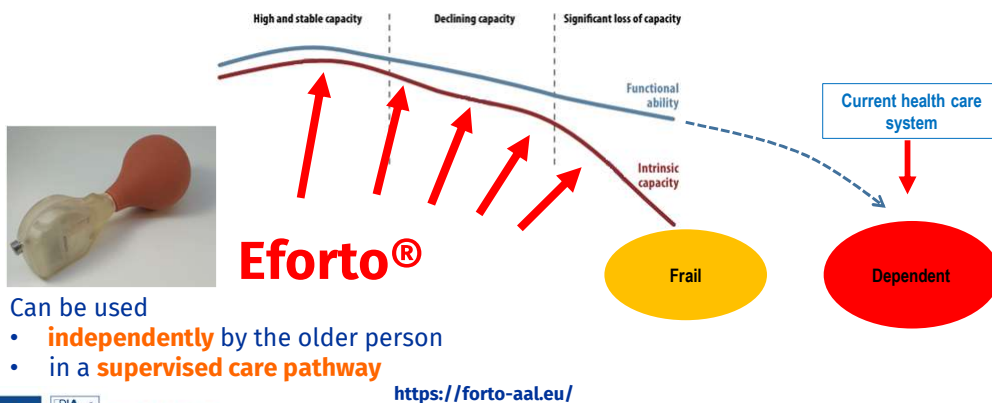 High and stable capacity
Declining capacity
Significant loss of capacity
Functional
ability
Current health care
system
Intrinsic
capacity
Eforto®
Frail
Dependent
Can be used
• independently by the older person
• in a supervised care pathway
https://forto-aal.eu/